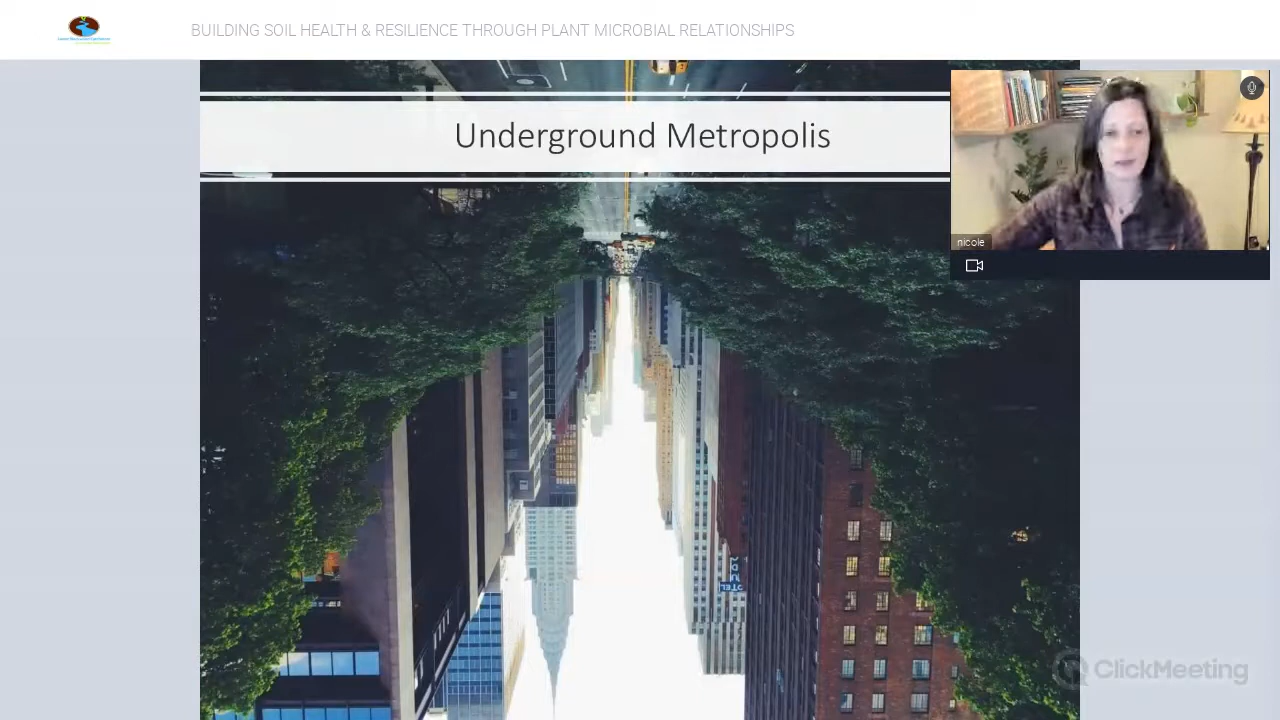 BUILDING SOIL HEALTH & RESILIENCE THROUGH PLANT MICROBIAL RELATIONSHIPS
Underground Metropolis
nicole
ClickMeeting